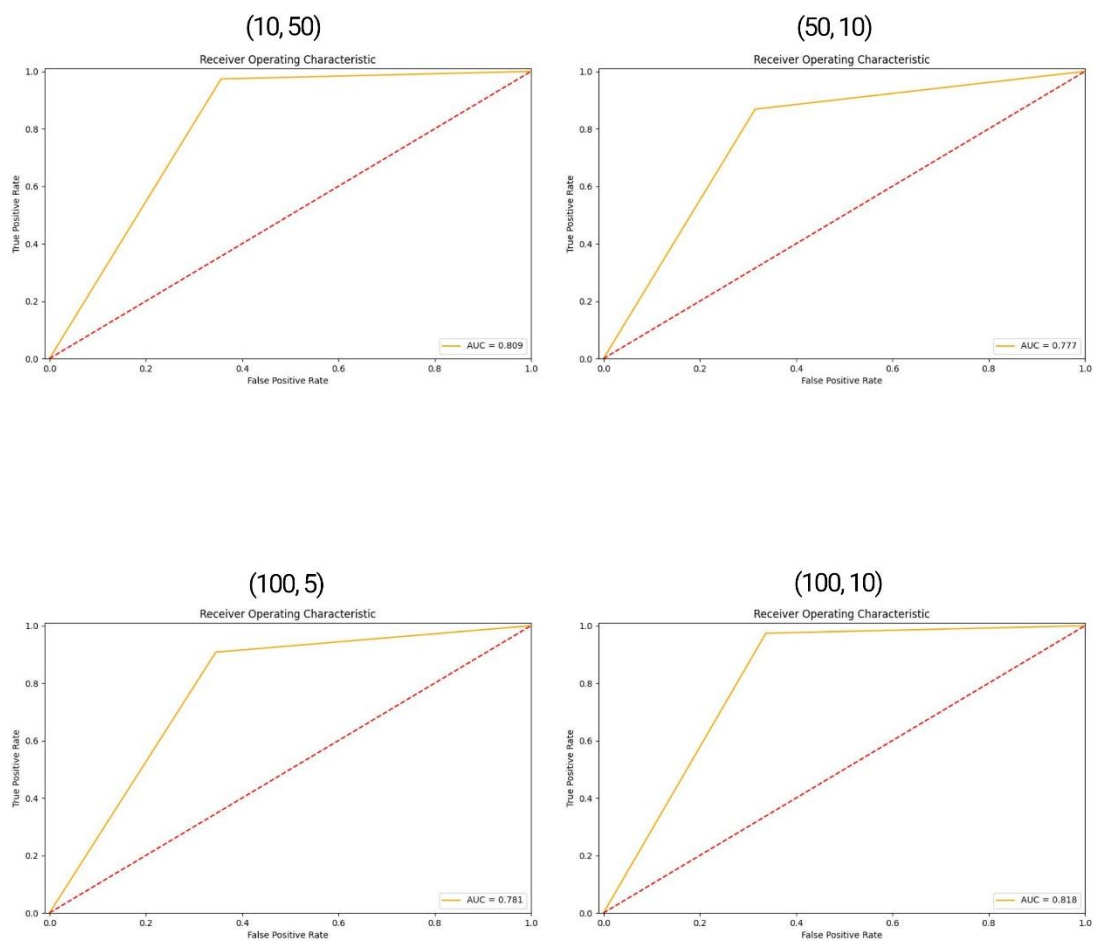 (10, 50)
Receiver Operating Characteristic
1.0
0.8
0.6
0.4
0.2
0.0
True Positive Rate
0.0 0.2 0.4 0.6 0.8 1.0
False Positive Rate
AUC = 0.809
(50, 10)
Receiver Operating Characteristic
1.0
0.8
0.6
0.4
0.2
0.0
True Positive Rate
0.0 0.2 0.4 0.6 0.8 1.0
False Positive Rate
AUC = 0.777
(100, 5)
Receiver Operating Characteristic
1.0
0.8
0.6
0.4
0.2
0.0
True Positive Rate
0.0 0.2 0.4 0.6 0.8 1.0
False Positive Rate
AUC = 0.781
(100, 10)
Receiver Operating Characteristic
1.0
0.8
0.6
0.4
0.2
0.0
True Positive Rate
0.0 0.2 0.4 0.6 0.8 1.0
False Positive Rate
AUC = 0.818